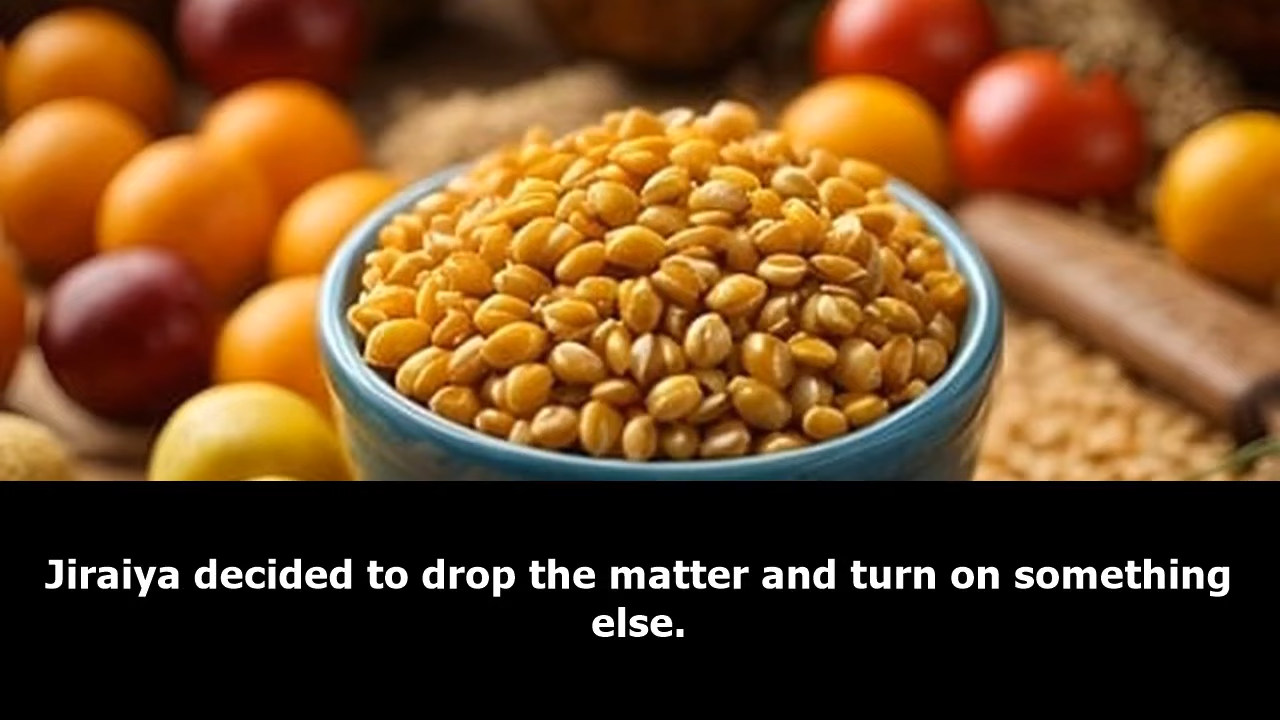 Jiraiya decided to drop the matter and turn on something
else.